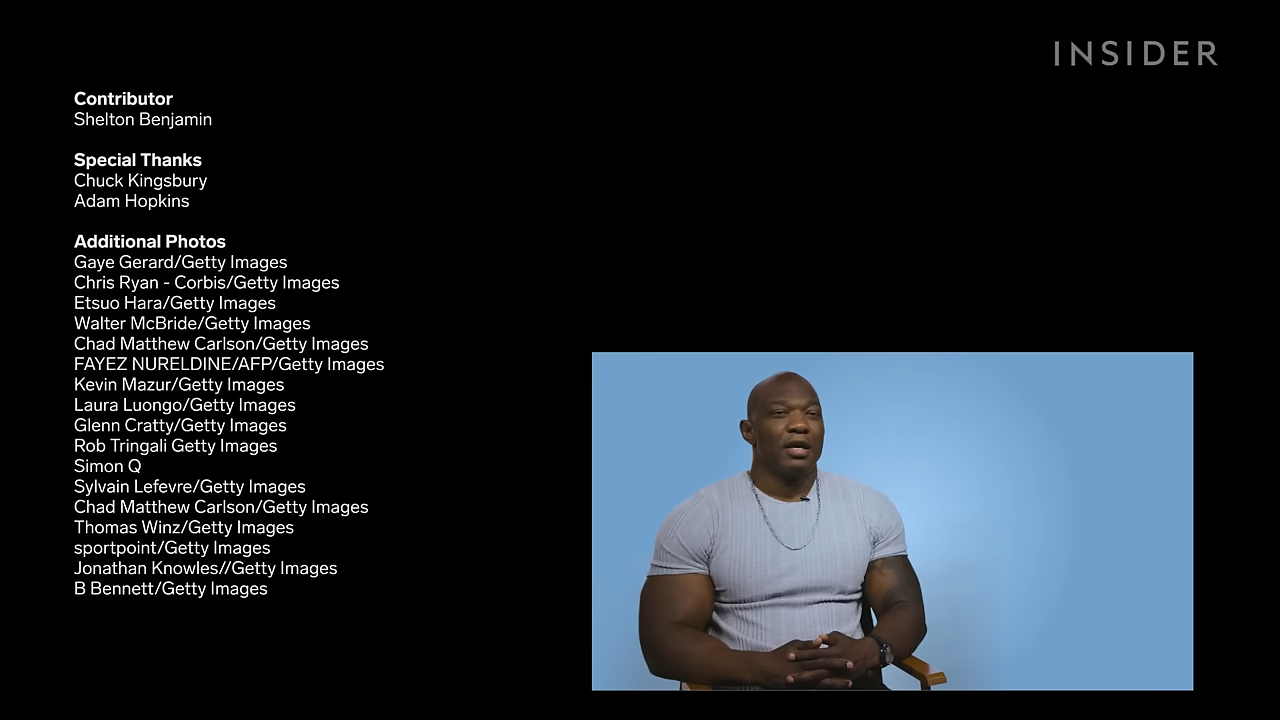 INSIDER
Contributor
Shelton Benjamin
Special Thanks
Chuck Kingsbury
Adam Hopkins
Additional Photos
Gaye Gerard/Getty Images
Chris Ryan - Corbis/Getty Images
Etsuo Hara/Getty Images
Walter McBride/Getty Images
Chad Matthew Carlson/Getty Images
FAYEZ NURELDINE/AFP/Getty Images
Kevin Mazur/Getty Images
Laura Luongo/Getty Images
Glenn Cratty/Getty Images
Rob Tringali Getty Images
Simon Q
Sylvain Lefevre/Getty Images
Chad Matthew Carlson/Getty Images
Thomas Winz/Getty Images
sportpoint/Getty Images
Jonathan Knowles//Getty Images
B Bennett/Getty Images